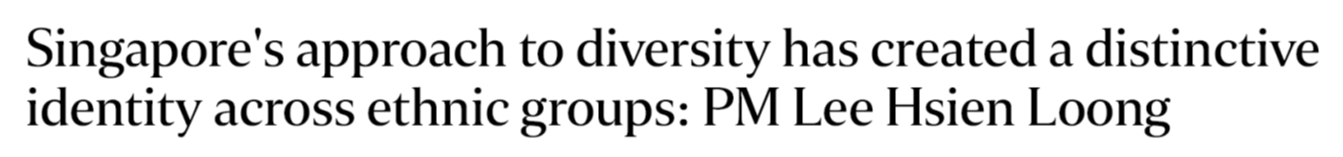 Singapore's approach to diversity has created a distinctive
identity across ethnic groups: PM Lee Hsien Loong